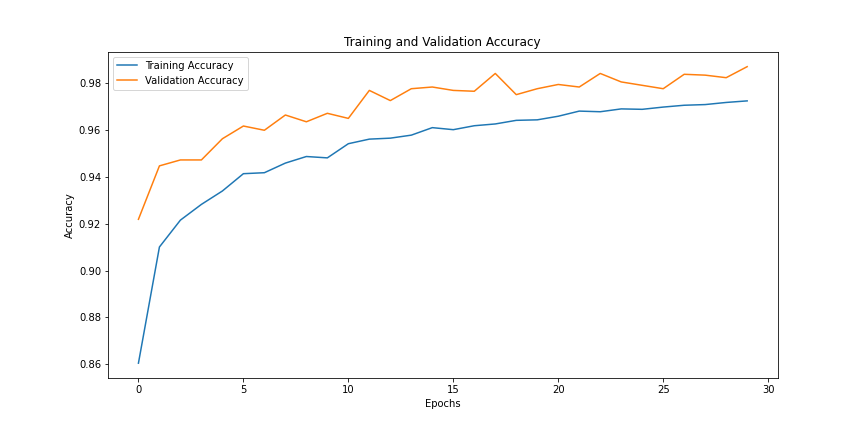 Training and Validation Accuracy
Training Accuracy
Validation Accuracy
0.98
0.96
0.94
0.92
0.90
0.88
0.86
Accuracy
0 5 10 15 20 25 30
Epochs